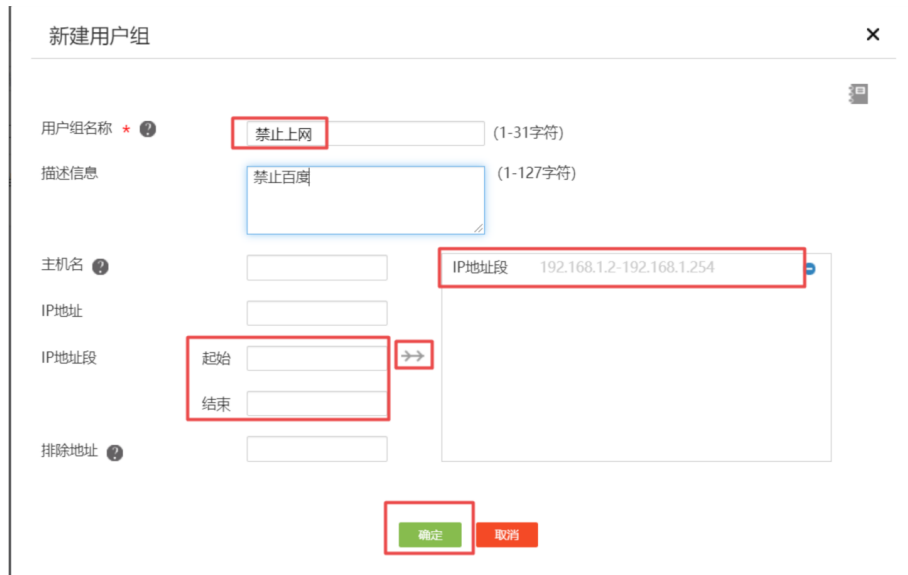 新建用户组
用户组名称 * 禁止上网 (1-31字符)
描述信息 禁止百度 (1-127字符)
主机名 IP地址段 192.168.1.2-192.168.1.254
IP地址
IP地址段 起始
结束
排除地址
确定 取消